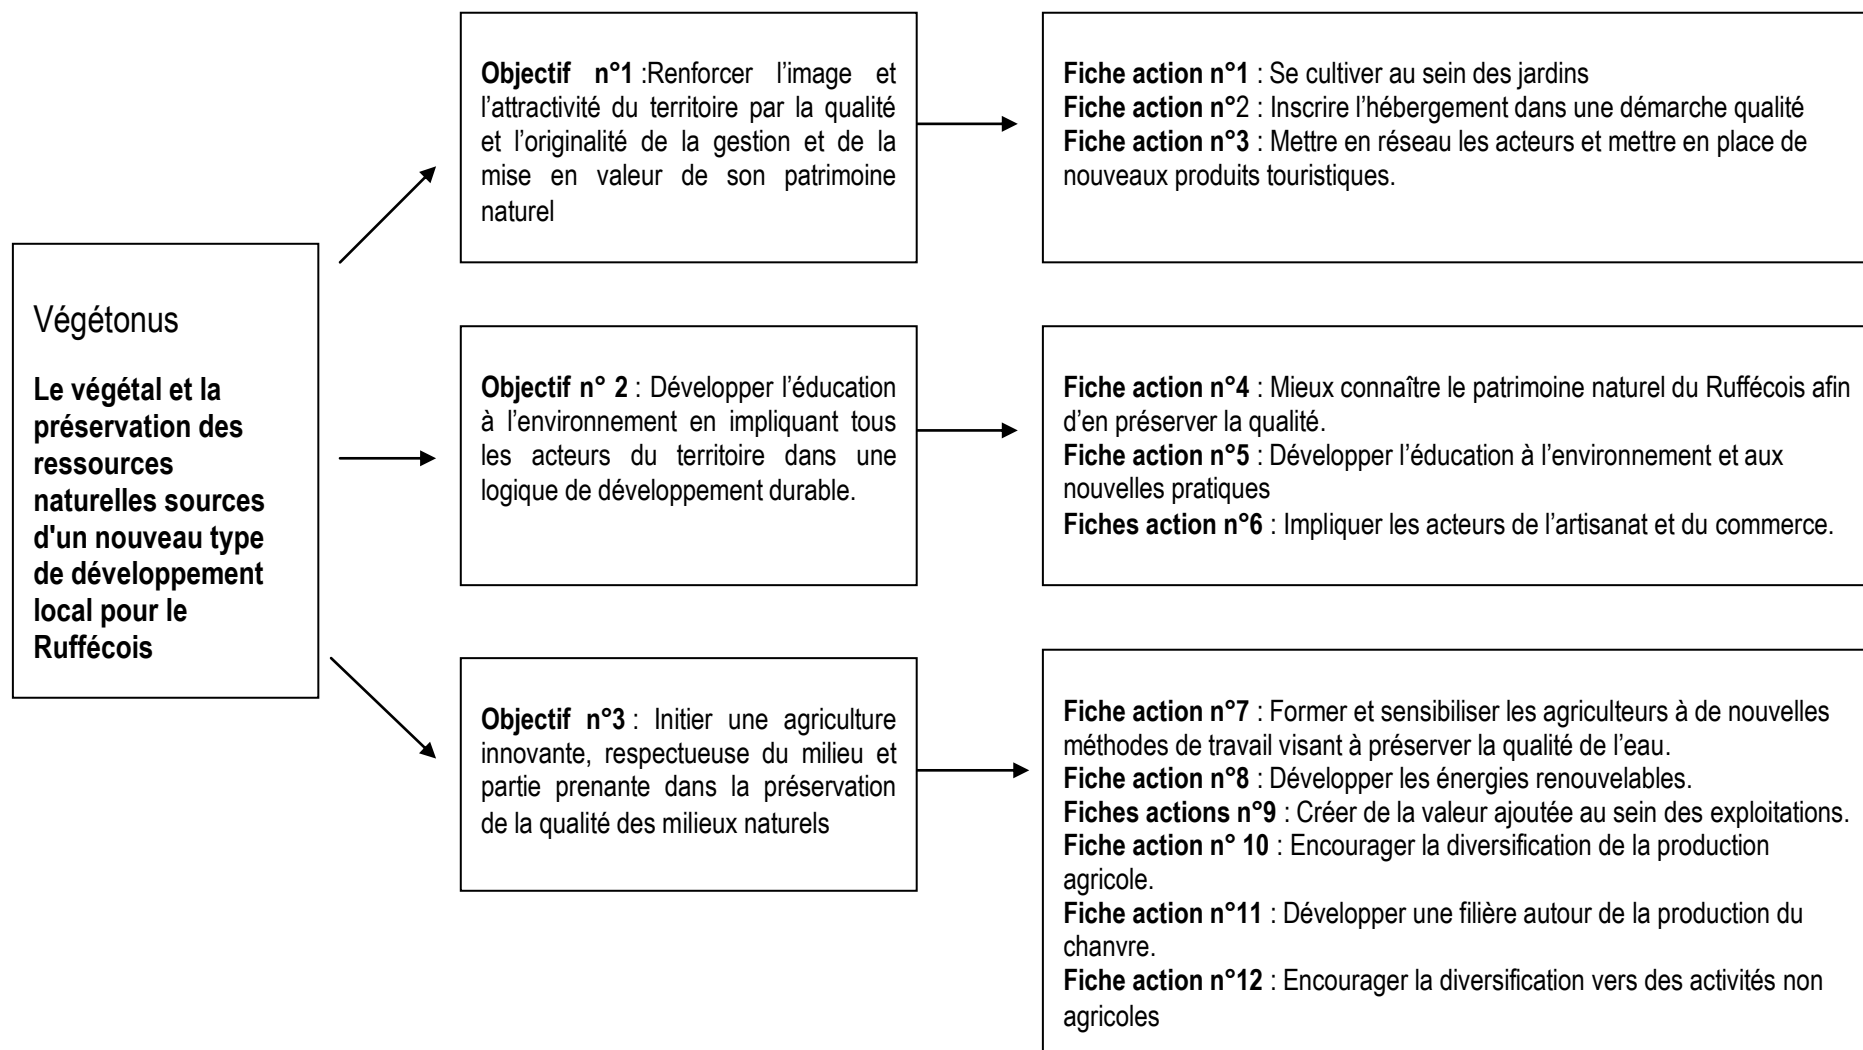 Végétonus
Le végétal et la
préservation des
ressources
naturelles sources
d'un nouveau type
de développement
local pour le
Ruffécois
Objectif n°1 :Renforcer l’image et
l’attractivité du territoire par la qualité
et l’originalité de la gestion et de la
mise en valeur de son patrimoine
naturel
Fiche action n°1 : Se cultiver au sein des jardins
Fiche action n°2 : Inscrire l’hébergement dans une démarche qualité
Fiche action n°3 : Mettre en réseau les acteurs et mettre en place de
nouveaux produits touristiques.
Objectif n° 2 : Développer l’éducation
à l’environnement en impliquant tous
les acteurs du territoire dans une
logique de développement durable.
Fiche action n°4 : Mieux connaître le patrimoine naturel du Ruffécois afin
d’en préserver la qualité.
Fiche action n°5 : Développer l’éducation à l’environnement et aux
nouvelles pratiques
Fiches action n°6 : Impliquer les acteurs de l’artisanat et du commerce.
Objectif n°3 : Initier une agriculture
innovante, respectueuse du milieu et
partie prenante dans la préservation
de la qualité des milieux naturels
Fiche action n°7 : Former et sensibiliser les agriculteurs à de nouvelles
méthodes de travail visant à préserver la qualité de l’eau.
Fiche action n°8 : Développer les énergies renouvelables.
Fiches actions n°9 : Créer de la valeur ajoutée au sein des exploitations.
Fiche action n° 10 : Encourager la diversification de la production
agricole.
Fiche action n°11 : Développer une filière autour de la production du
chanvre.
Fiche action n°12 : Encourager la diversification vers des activités non
agricoles